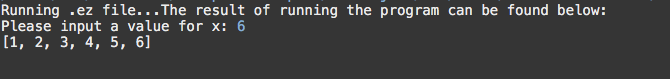 Running .ez file...The result of running the program can be found below:
Please input a value for x: 6
[1, 2, 3, 4, 5, 6]